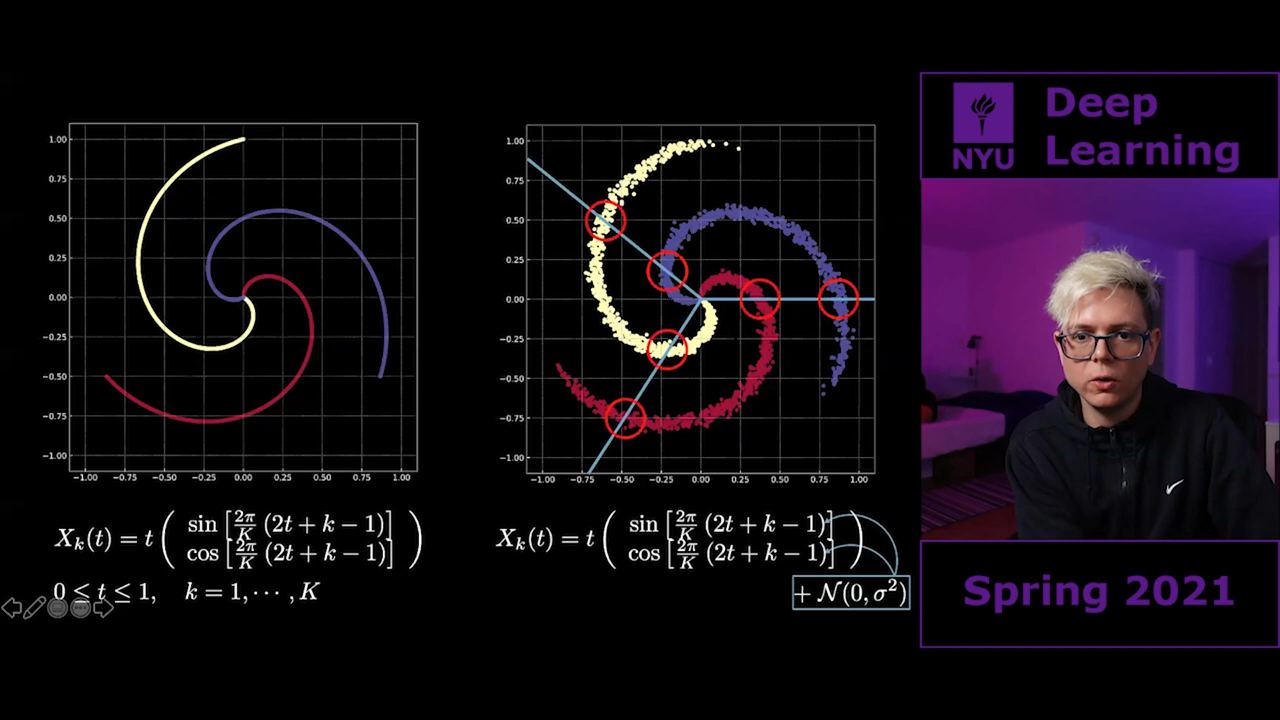 1.00
0.75
0.50
0.25
0.00
−0.25
−0.50
−0.75
−1.00
−1.00 −0.75 −0.50 −0.25 0.00 0.25 0.50 0.75 1.00
X_k(t) = t ( sin [2π/K (2t + k − 1)]
cos [2π/K (2t + k − 1)] )
0 ≤ t ≤ 1, k = 1, ⋯ , K
1.00
0.75
0.50
0.25
0.00
−0.25
−0.50
−0.75
−1.00
−1.00 −0.75 −0.50 −0.25 0.00 0.25 0.50 0.75 1.00
X_k(t) = t ( sin [2π/K (2t + k − 1)]
cos [2π/K (2t + k − 1)] )
+ 𝒩(0, σ²)
NYU
Deep
Learning
Spring 2021